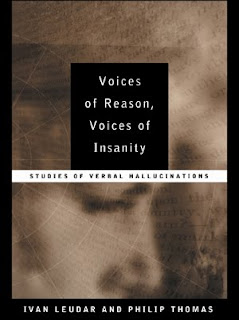 Voices
of Reason,
Voices of
Insanity
STUDIES OF VERBAL HALLUCINATIONS
IVAN LEUDAR AND PHILIP THOMAS